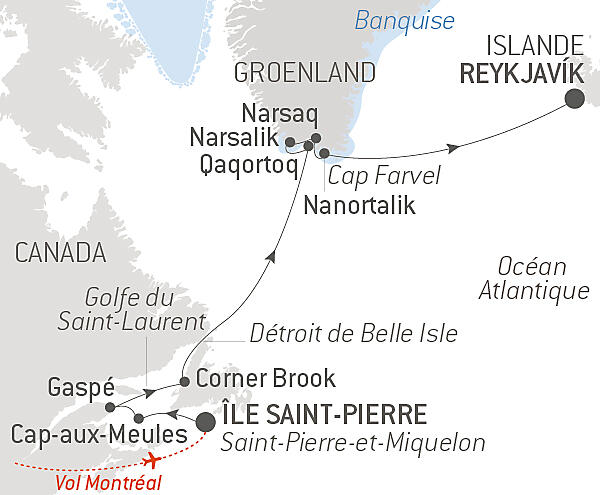 Banquise
ISLANDE
REYKJAVÍK
GROENLAND
Narsaq
Narsalik
Qaqortoq
Cap Farvel
Nanortalik
CANADA
Océan
Atlantique
Golfe du
Saint-Laurent
Détroit de Belle Isle
Corner Brook
Gaspé
ÎLE SAINT-PIERRE
Cap-aux-Meules
Saint-Pierre-et-Miquelon
Vol Montréal